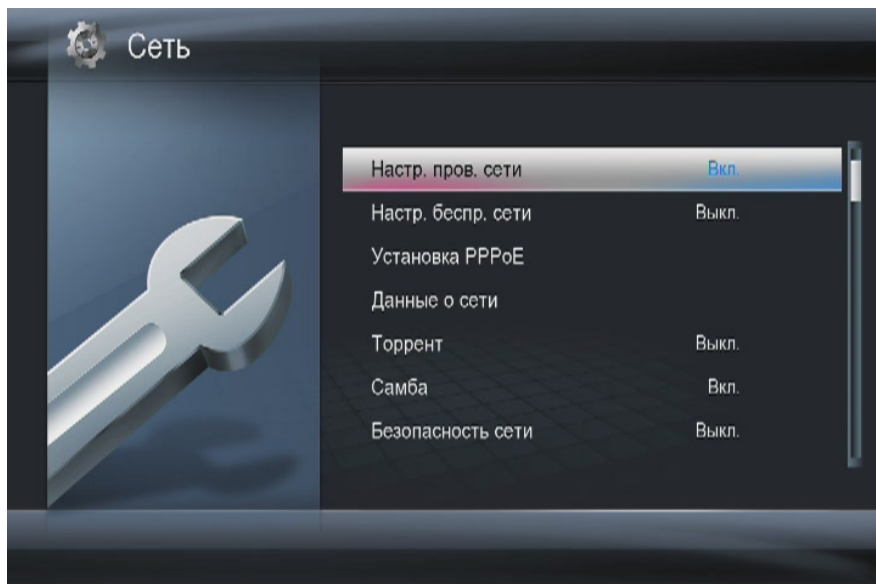 Сеть
Настр. пров. сети Вкл.
Настр. беспр. сети Выкл.
Установка PPPoE
Данные о сети
Торрент Выкл.
Самба Вкл.
Безопасность сети Выкл.